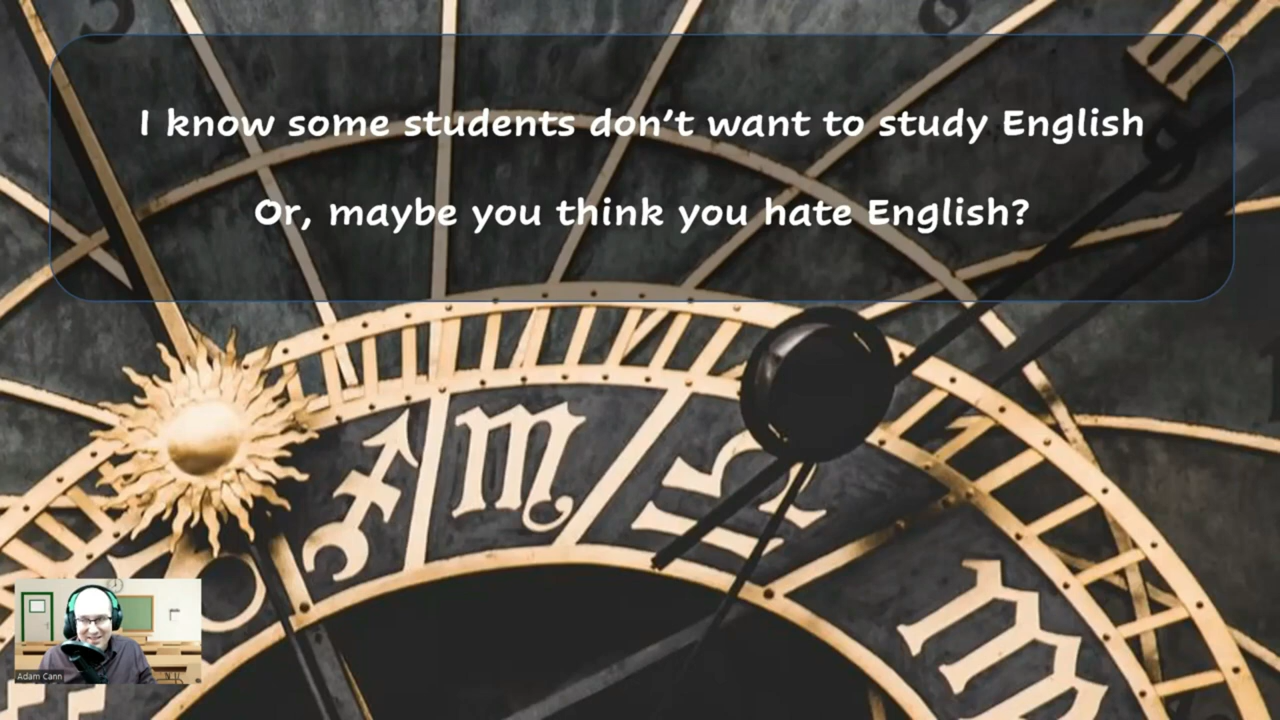 I know some students don't want to study English
Or, maybe you think you hate English?
Adam Cann